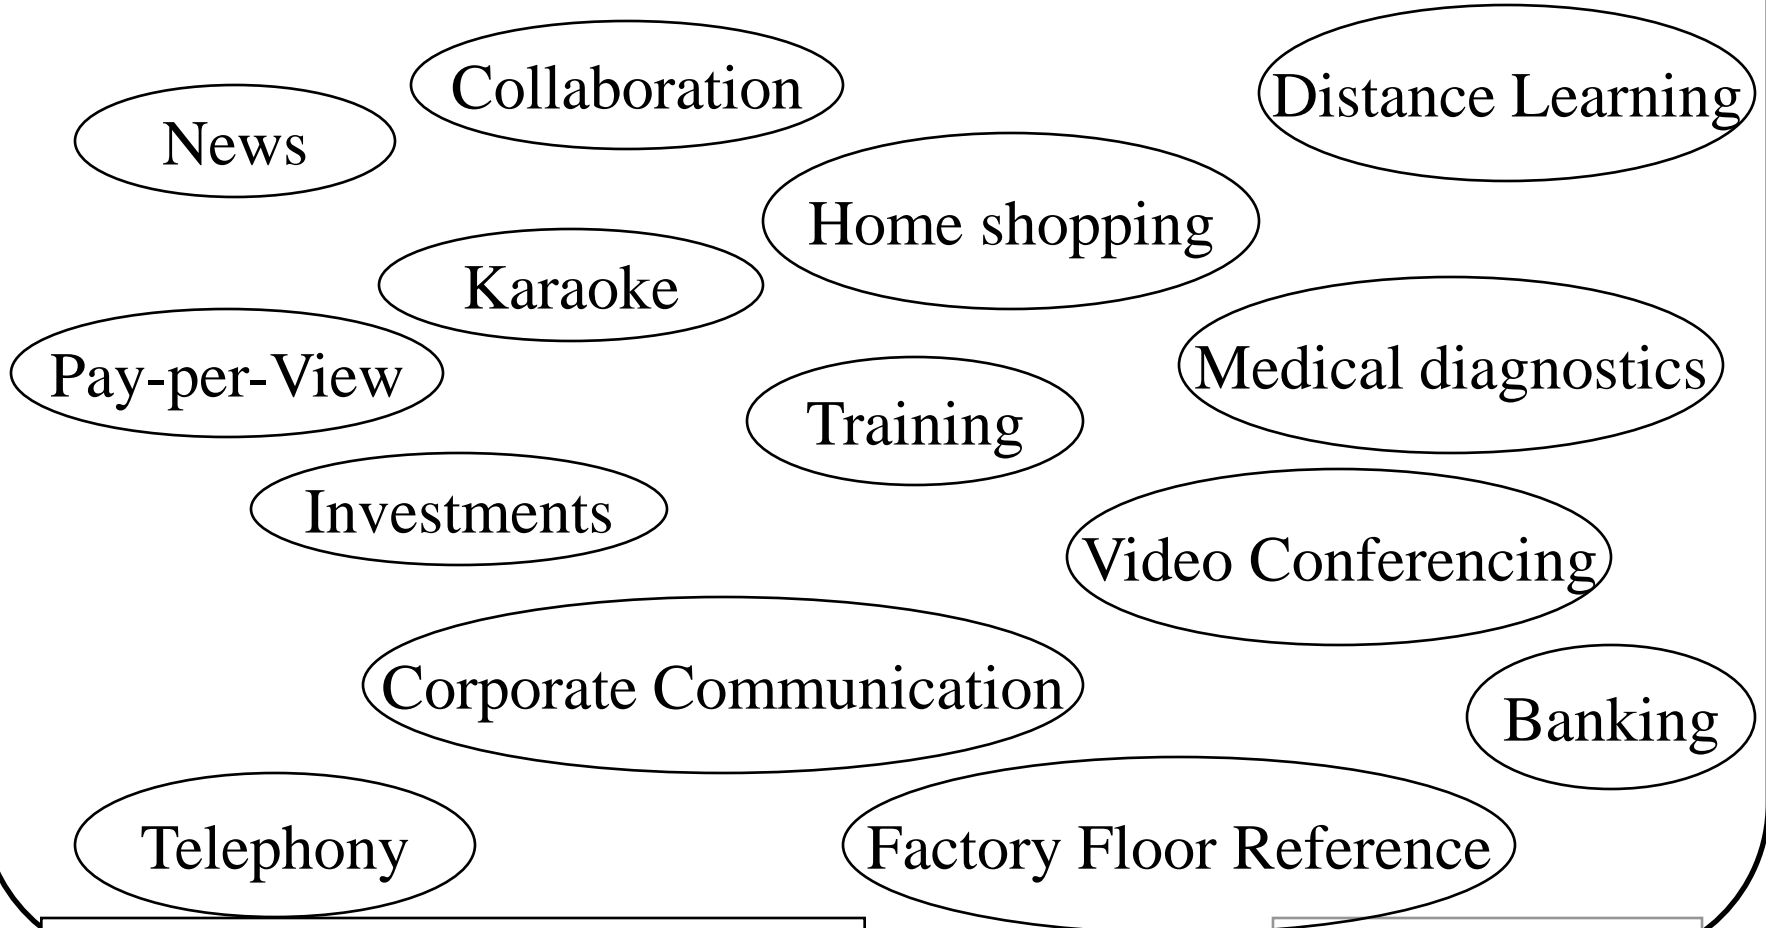 Collaboration
Distance Learning
News
Home shopping
Karaoke
Pay-per-View
Medical diagnostics
Training
Investments
Video Conferencing
Corporate Communication
Banking
Telephony
Factory Floor Reference